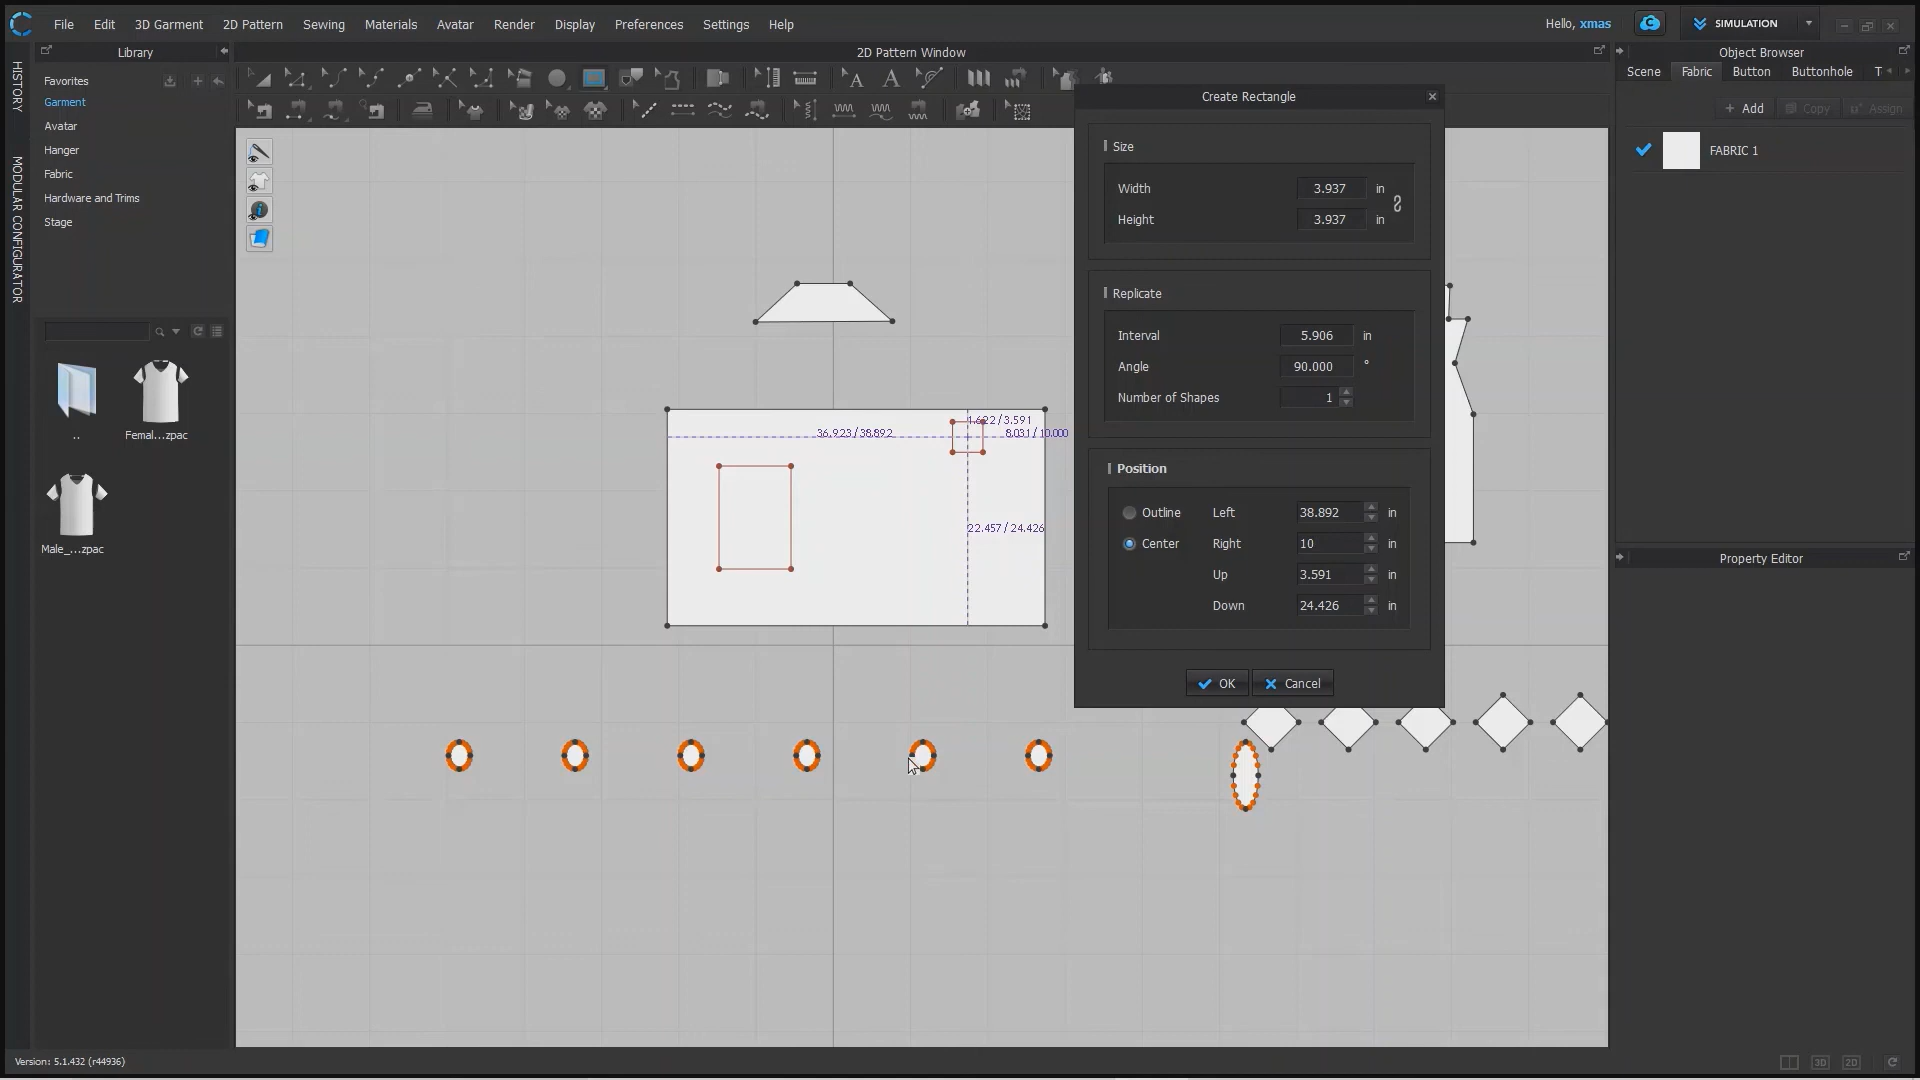 File Edit 3D Garment 2D Pattern Sewing Materials Avatar Render Display Preferences Settings Help
Hello, xmas
SIMULATION
Library
2D Pattern Window
Object Browser
HISTORY
MODULAR CONFIGURATOR
Favorites
Garment
Avatar
Hanger
Fabric
Hardware and Trims
Stage
..
Femal...zpac
Male_...zpac
Scene Fabric Button Buttonhole T
+ Add Copy Assign
FABRIC 1
Property Editor
Create Rectangle
Size
Width 3.937 in
Height 3.937 in
Replicate
Interval 5.906 in
Angle 90.000 °
Number of Shapes 1
Position
Outline Left 38.892 in
Center Right 10 in
Up 3.591 in
Down 24.426 in
OK Cancel
1.622 / 3.591
36.923 / 38.892
8.031 / 10.000
22.457 / 24.426
Version: 5.1.432 (r44936)
3D
2D